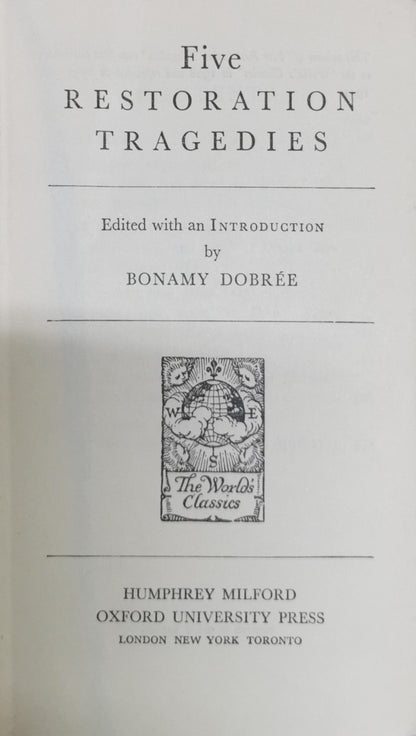 Five
RESTORATION
TRAGEDIES
Edited with an INTRODUCTION
by
BONAMY DOBRÉE
W E
S
The World's
Classics
HUMPHREY MILFORD
OXFORD UNIVERSITY PRESS
LONDON NEW YORK TORONTO